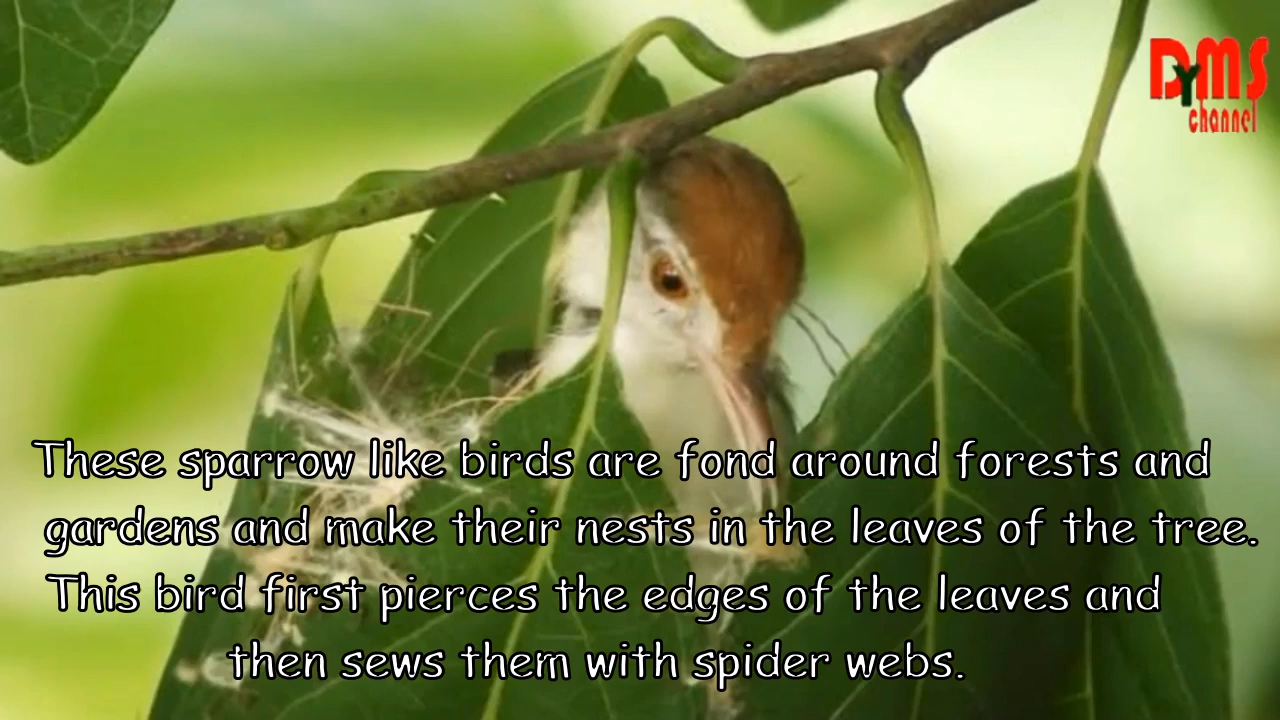 DYMS
channel
These sparrow like birds are fond around forests and
gardens and make their nests in the leaves of the tree.
This bird first pierces the edges of the leaves and
then sews them with spider webs.